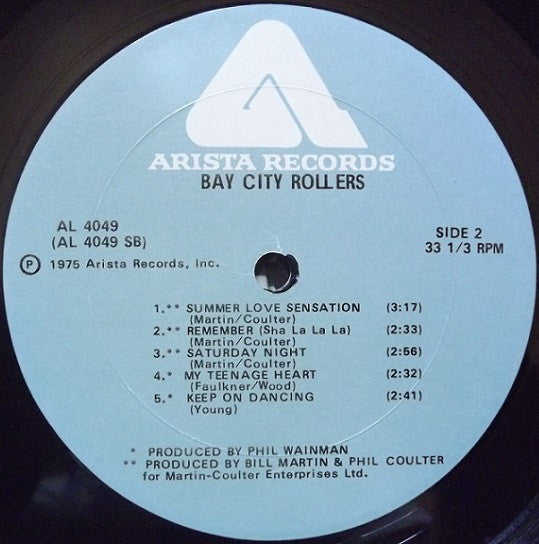 ARISTA RECORDS
BAY CITY ROLLERS
AL 4049
(AL 4049 SB)
SIDE 2
33 1/3 RPM
Ⓟ 1975 Arista Records, Inc.
1.** SUMMER LOVE SENSATION (3:17)
(Martin/Coulter)
2.** REMEMBER (Sha La La La) (2:33)
(Martin/Coulter)
3.** SATURDAY NIGHT (2:56)
(Martin/Coulter)
4.* MY TEENAGE HEART (2:32)
(Faulkner/Wood)
5.* KEEP ON DANCING (2:41)
(Young)
* PRODUCED BY PHIL WAINMAN
** PRODUCED BY BILL MARTIN & PHIL COULTER
for Martin-Coulter Enterprises Ltd.